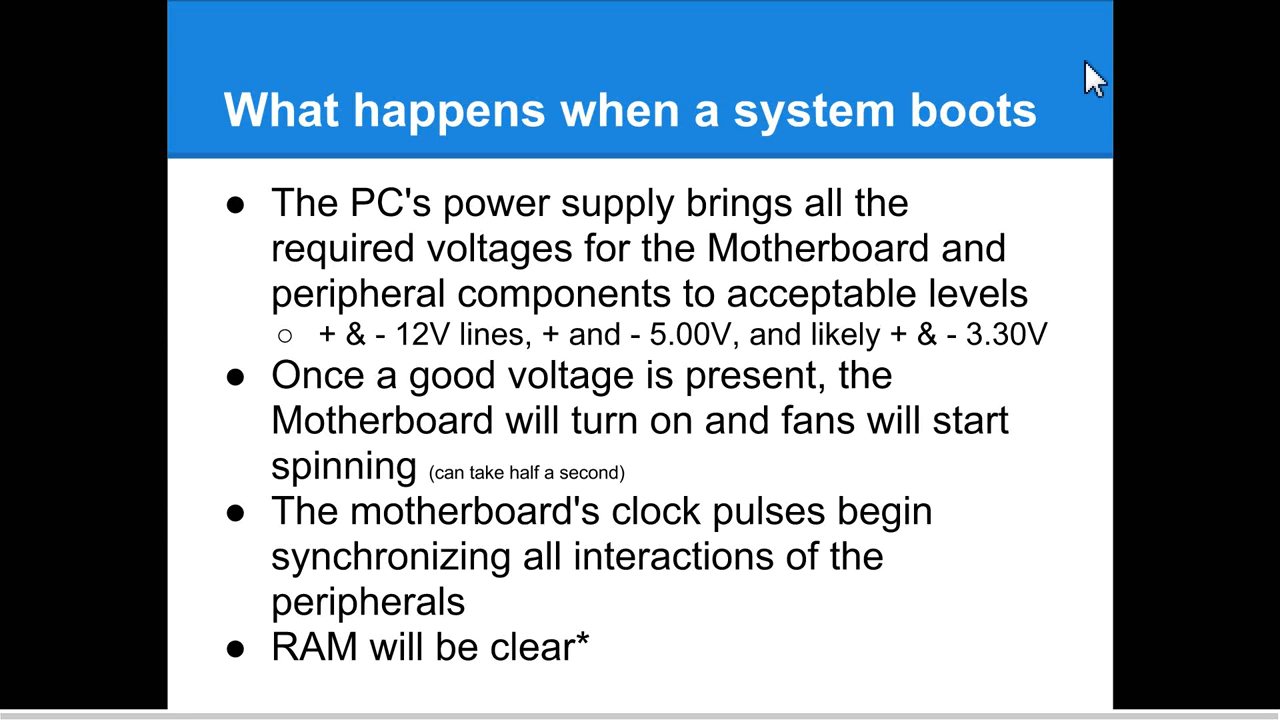 What happens when a system boots
● The PC's power supply brings all the
required voltages for the Motherboard and
peripheral components to acceptable levels
○ + & - 12V lines, + and - 5.00V, and likely + & - 3.30V
● Once a good voltage is present, the
Motherboard will turn on and fans will start
spinning (can take half a second)
● The motherboard's clock pulses begin
synchronizing all interactions of the
peripherals
● RAM will be clear*